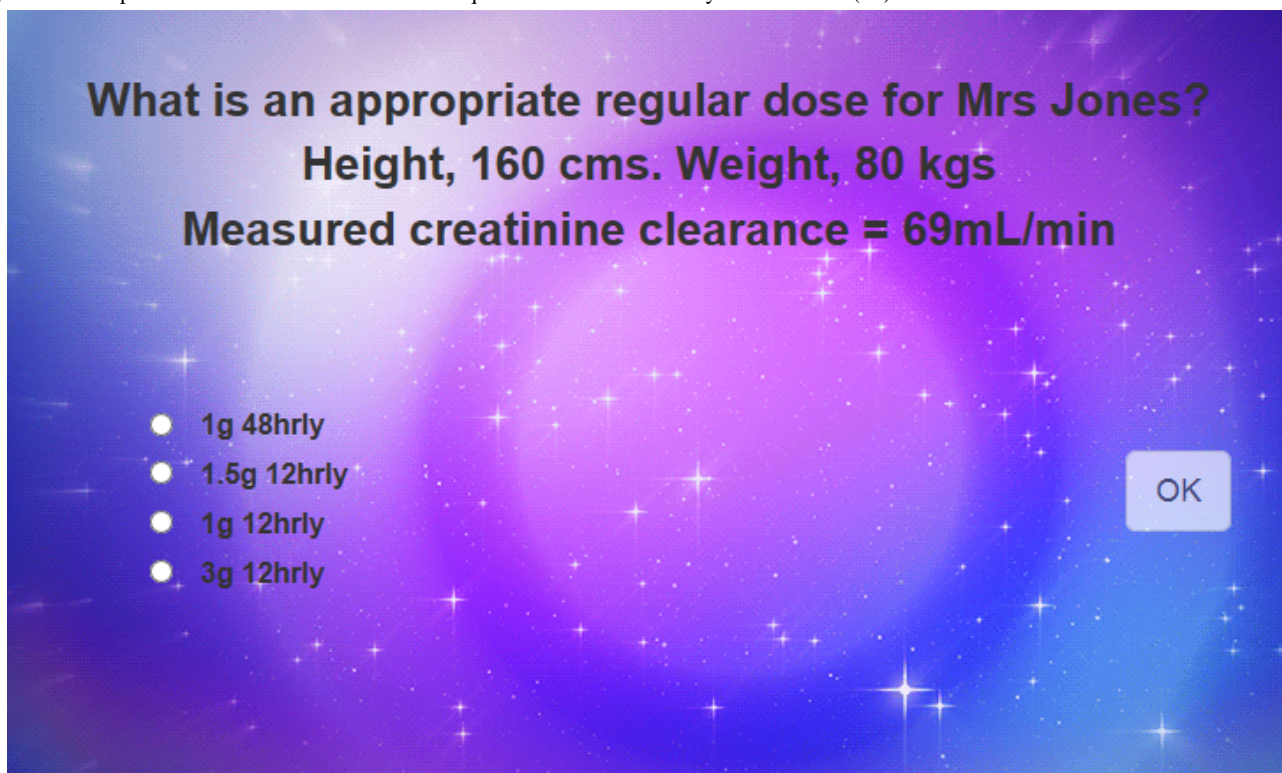 What is an appropriate regular dose for Mrs Jones?
Height, 160 cms. Weight, 80 kgs
Measured creatinine clearance = 69mL/min
1g 48hrly
1.5g 12hrly
1g 12hrly
3g 12hrly
OK